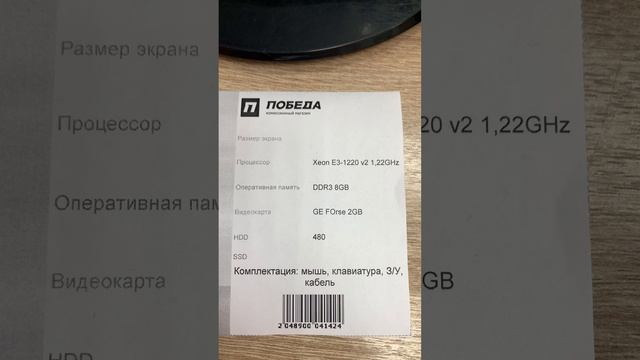 Размер экрана
П ПОБЕДА
комиссионный магазин
Размер экрана
Процессор
Процессор Xeon E3-1220 v2 1,22GHz
1220 v2 1,22GHz
Оперативная память DDR3 8GB
Оперативная пам
Видеокарта GE FOrse 2GB
HDD 480
SSD
Комплектация: мышь, клавиатура, З/У,
кабель
Видеокарта
GB
2 048900 041424
HDD